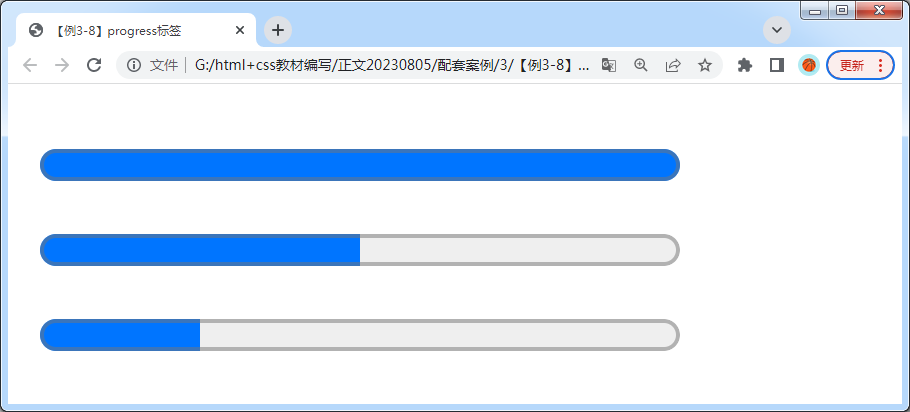 【例3-8】progress标签
文件 G:/html+css教材编写/正文20230805/配套案例/3/【例3-8】... 更新